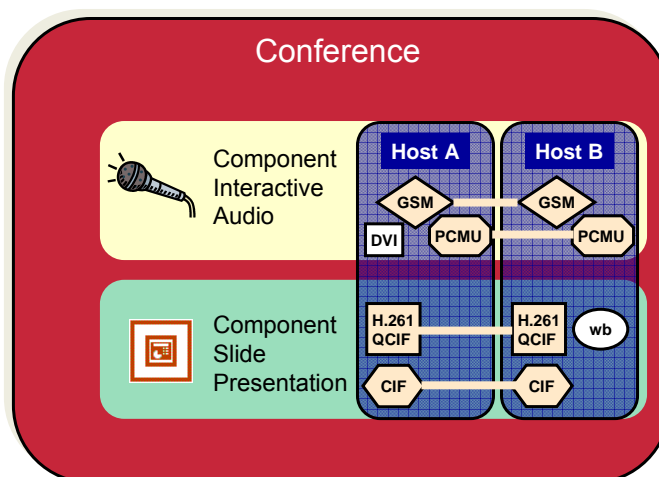 Conference
Component
Interactive
Audio
Host A
Host B
GSM
GSM
DVI
PCMU
PCMU
Component
Slide
Presentation
H.261
QCIF
H.261
QCIF
wb
CIF
CIF